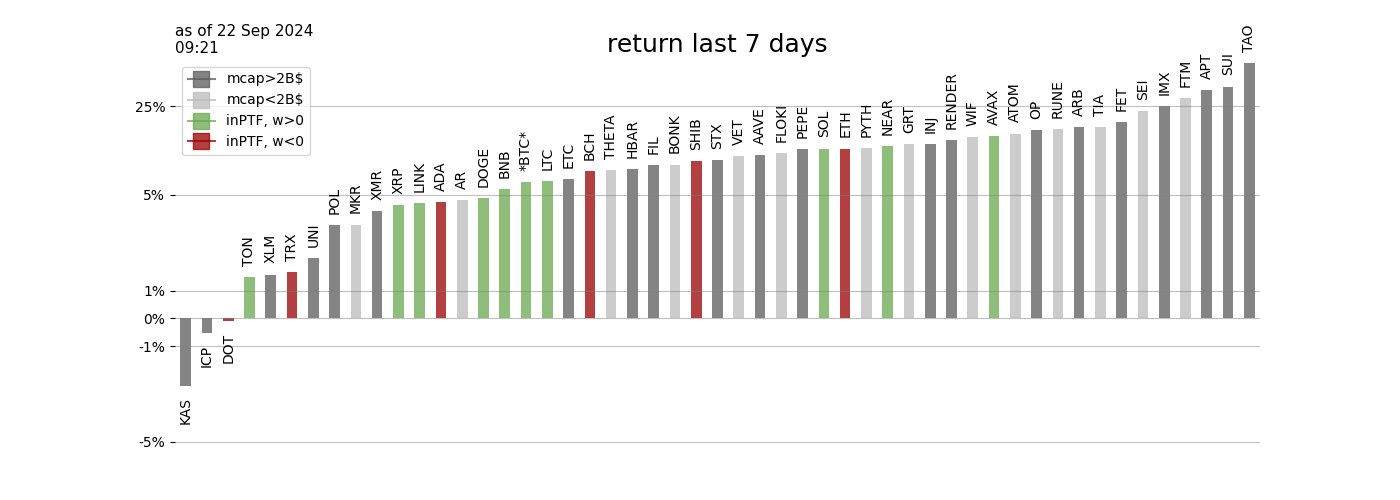 as of 22 Sep 2024
09:21
return last 7 days
mcap>2B$
mcap<2B$
inPTF, w>0
inPTF, w<0
25%
5%
1%
0%
-1%
-5%
KAS
ICP
DOT
TON
XLM
TRX
UNI
POL
MKR
XMR
XRP
LINK
ADA
AR
DOGE
BNB
*BTC*
LTC
ETC
BCH
THETA
HBAR
FIL
BONK
SHIB
STX
VET
AAVE
FLOKI
PEPE
SOL
ETH
PYTH
NEAR
GRT
INJ
RENDER
WIF
AVAX
ATOM
OP
RUNE
ARB
TIA
FET
SEI
IMX
FTM
APT
SUI
TAO